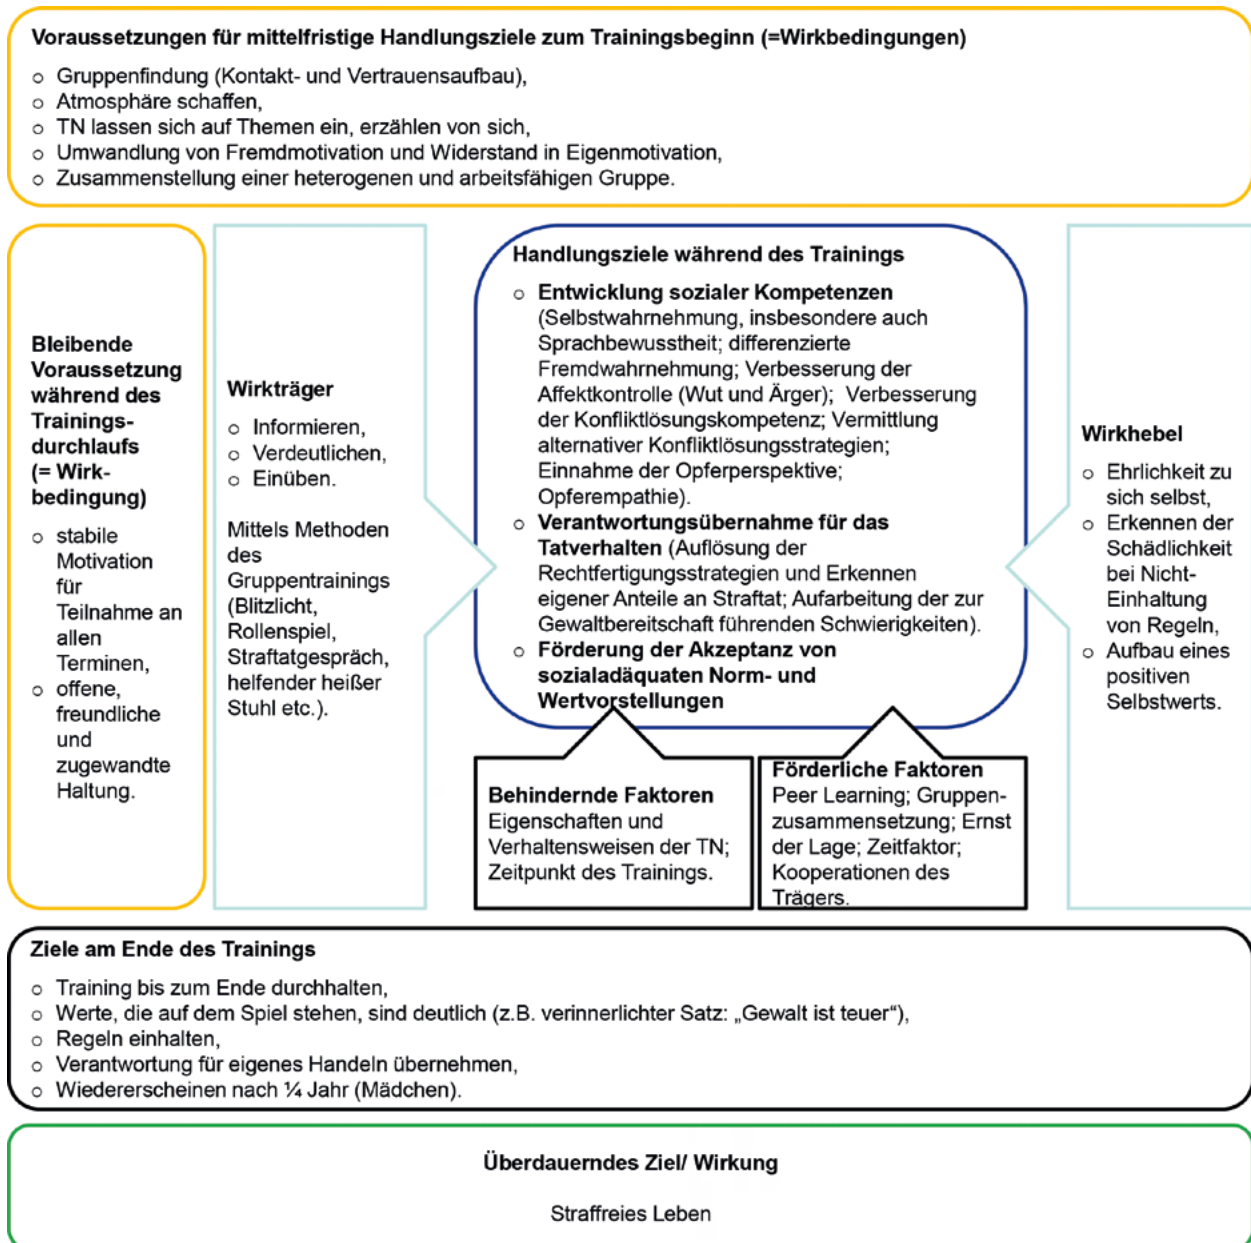 Voraussetzungen für mittelfristige Handlungsziele zum Trainingsbeginn (=Wirkbedingungen)
o Gruppenfindung (Kontakt- und Vertrauensaufbau),
o Atmosphäre schaffen,
o TN lassen sich auf Themen ein, erzählen von sich,
o Umwandlung von Fremdmotivation und Widerstand in Eigenmotivation,
o Zusammenstellung einer heterogenen und arbeitsfähigen Gruppe.
Bleibende
Voraussetzung
während des
Trainings-
durchlaufs
(= Wirk-
bedingung)
o stabile
Motivation
für
Teilnahme an
allen
Terminen,
o offene,
freundliche
und
zugewandte
Haltung.
Wirkträger
o Informieren,
o Verdeutlichen,
o Einüben.
Mittels Methoden
des
Gruppentrainings
(Blitzlicht,
Rollenspiel,
Straftatgespräch,
helfender heißer
Stuhl etc.).
Handlungsziele während des Trainings
o Entwicklung sozialer Kompetenzen
(Selbstwahrnehmung, insbesondere auch
Sprachbewusstheit; differenzierte
Fremdwahrnehmung; Verbesserung der
Affektkontrolle (Wut und Ärger); Verbesserung
der Konfliktlösungskompetenz; Vermittlung
alternativer Konfliktlösungsstrategien;
Einnahme der Opferperspektive;
Opferempathie).
o Verantwortungsübernahme für das
Tatverhalten (Auflösung der
Rechtfertigungsstrategien und Erkennen
eigener Anteile an Straftat; Aufarbeitung der zur
Gewaltbereitschaft führenden Schwierigkeiten).
o Förderung der Akzeptanz von
sozialadäquaten Norm- und
Wertvorstellungen
Wirkhebel
o Ehrlichkeit zu
sich selbst,
o Erkennen der
Schädlichkeit
bei Nicht-
Einhaltung
von Regeln,
o Aufbau eines
positiven
Selbstwerts.
Behindernde Faktoren
Eigenschaften und
Verhaltensweisen der TN;
Zeitpunkt des Trainings.
Förderliche Faktoren
Peer Learning; Gruppen-
zusammensetzung; Ernst
der Lage; Zeitfaktor;
Kooperationen des
Trägers.
Ziele am Ende des Trainings
o Training bis zum Ende durchhalten,
o Werte, die auf dem Spiel stehen, sind deutlich (z.B. verinnerlichter Satz: „Gewalt ist teuer“),
o Regeln einhalten,
o Verantwortung für eigenes Handeln übernehmen,
o Wiedererscheinen nach ¼ Jahr (Mädchen).
Überdauerndes Ziel/ Wirkung
Straffreies Leben